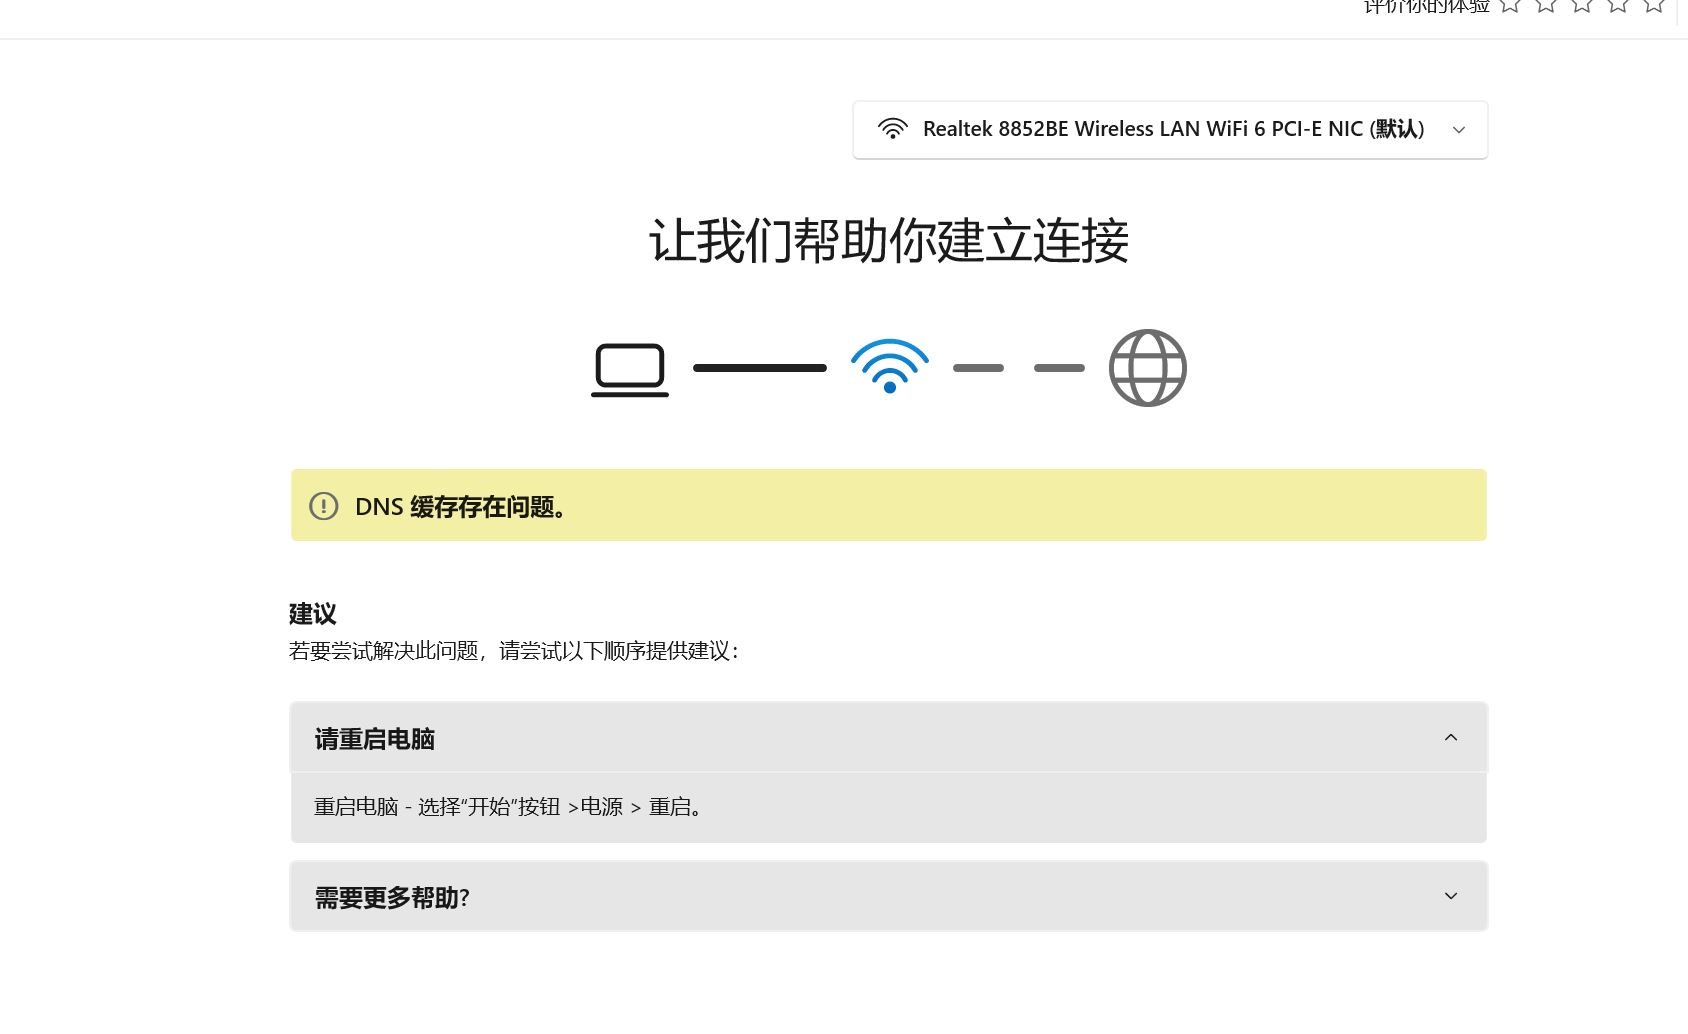 评价你的体验
Realtek 8852BE Wireless LAN WiFi 6 PCI-E NIC (默认)
让我们帮助你建立连接
DNS 缓存存在问题。
建议
若要尝试解决此问题，请尝试以下顺序提供建议：
请重启电脑
重启电脑 - 选择“开始”按钮 >电源 > 重启。
需要更多帮助?